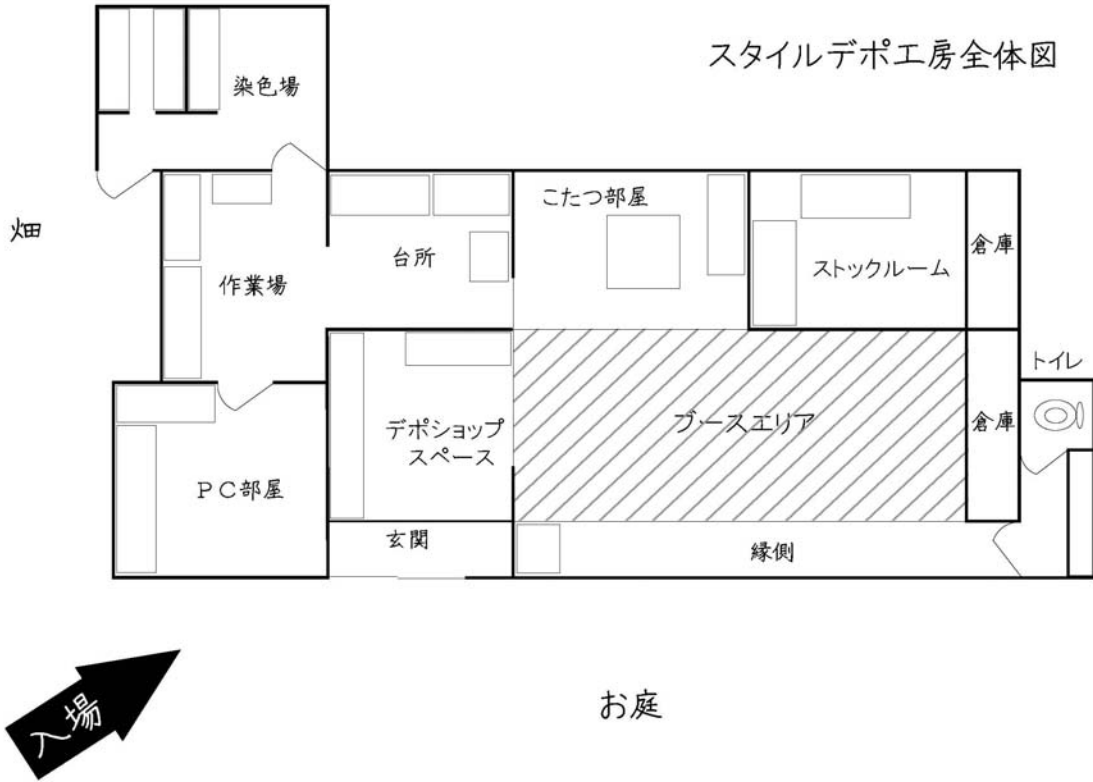 スタイルデポ工房全体図
染色場
畑
こたつ部屋
台所
倉庫
ストックルーム
作業場
トイレ
ブースエリア
倉庫
デポショップ
スペース
PC部屋
玄関
縁側
入場
お庭